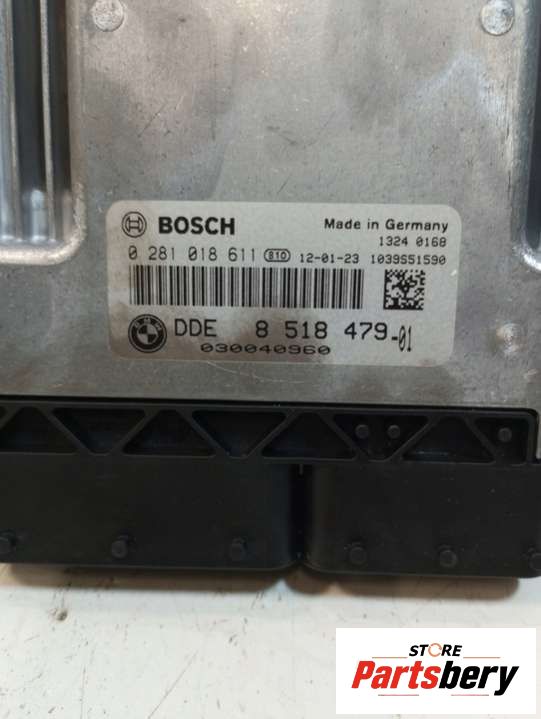 BOSCH Made in Germany
1324 0168
0 281 018 611 810 12-01-23 1039S51590
BMW DDE 8 518 479-01
030040960
STORE
Partsbery